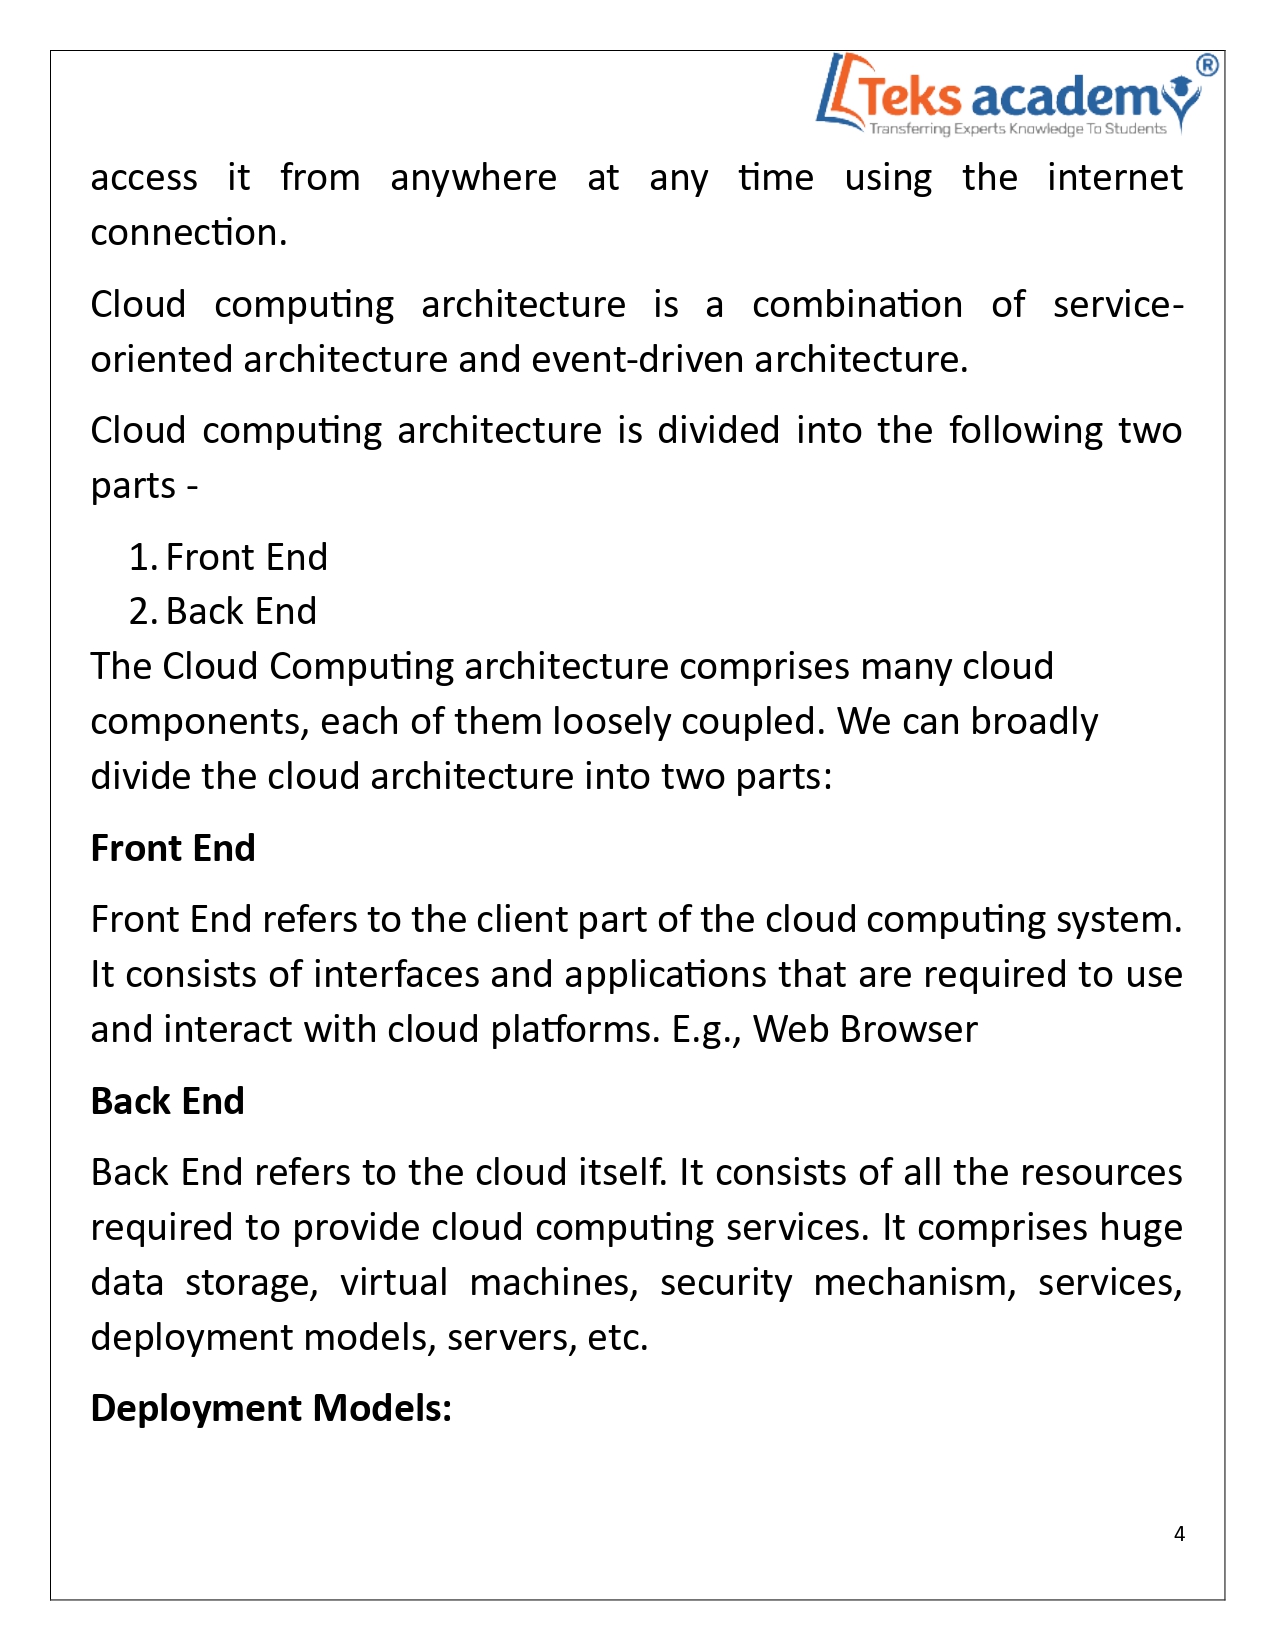 Teks academy ®
Transferring Experts Knowledge To Students
access it from anywhere at any time using the internet
connection.
Cloud computing architecture is a combination of service-
oriented architecture and event-driven architecture.
Cloud computing architecture is divided into the following two
parts -
1. Front End
2. Back End
The Cloud Computing architecture comprises many cloud
components, each of them loosely coupled. We can broadly
divide the cloud architecture into two parts:
Front End
Front End refers to the client part of the cloud computing system.
It consists of interfaces and applications that are required to use
and interact with cloud platforms. E.g., Web Browser
Back End
Back End refers to the cloud itself. It consists of all the resources
required to provide cloud computing services. It comprises huge
data storage, virtual machines, security mechanism, services,
deployment models, servers, etc.
Deployment Models:
4